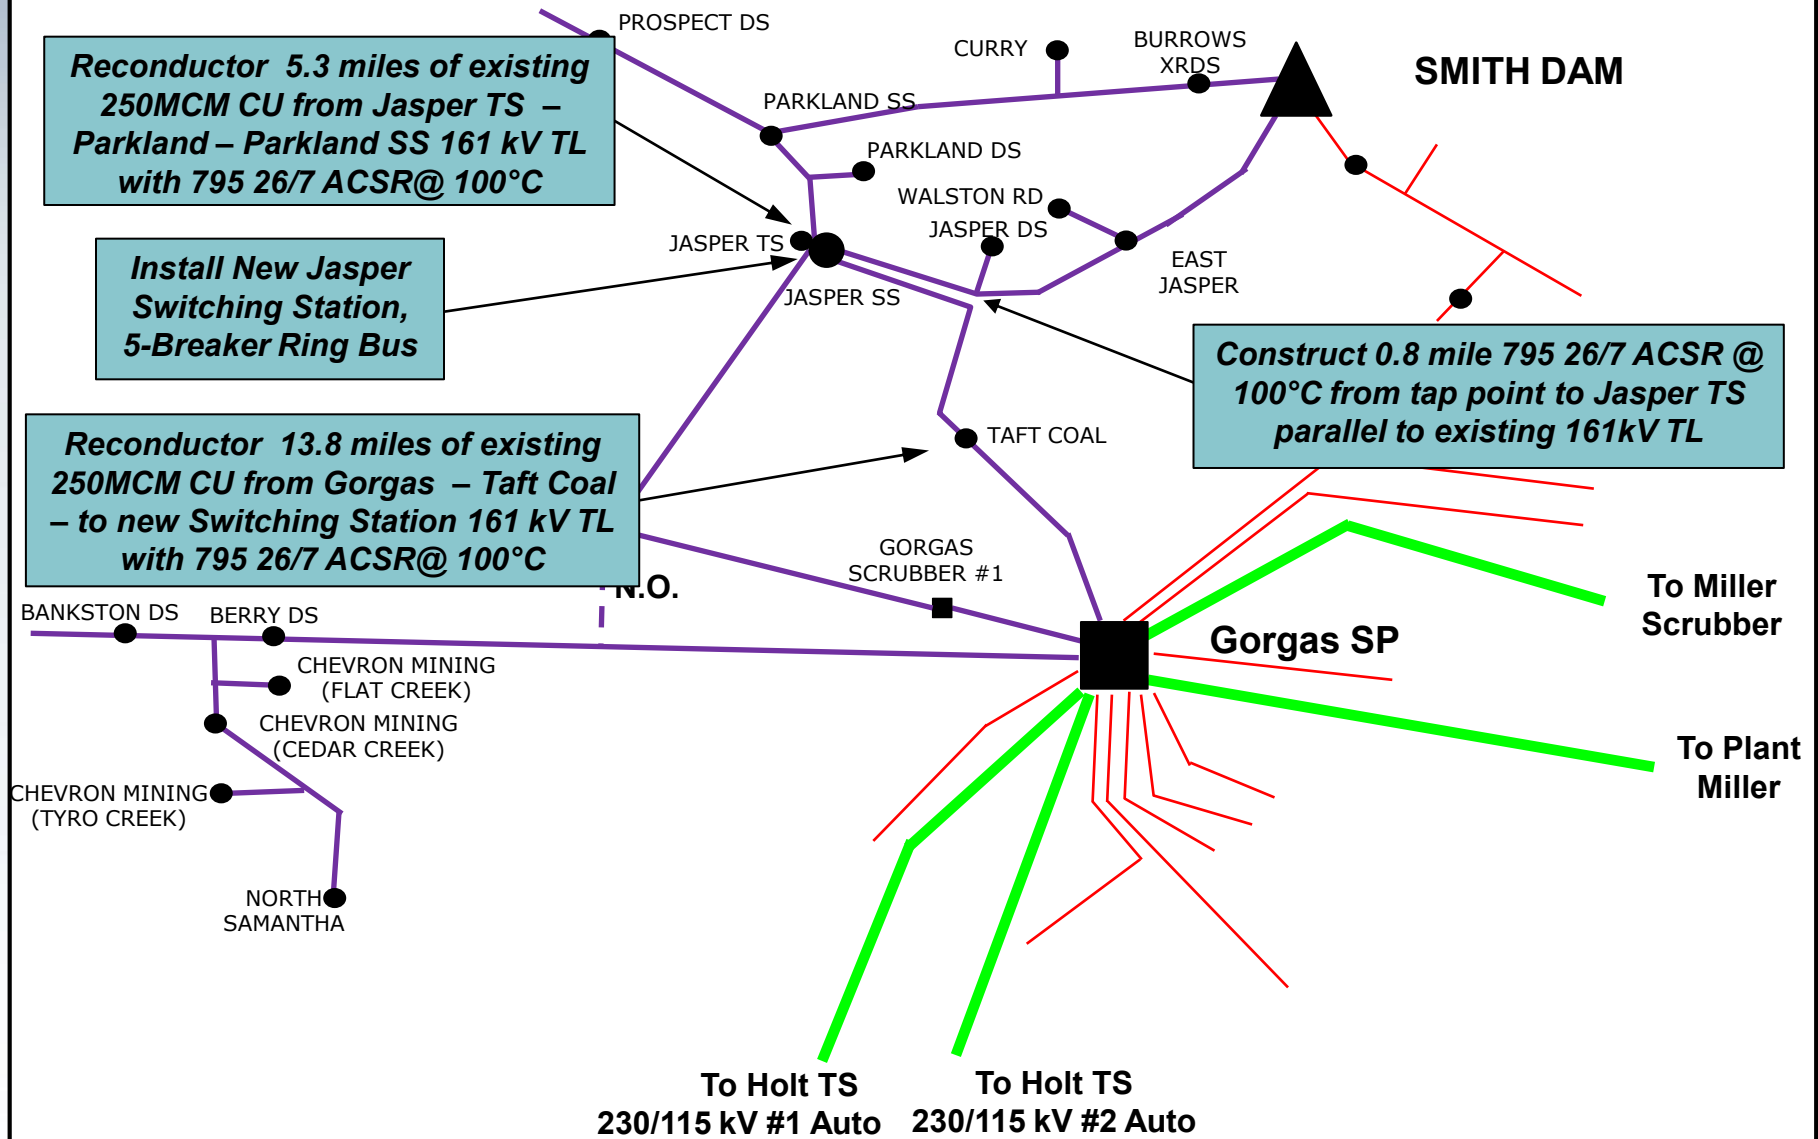 PROSPECT DS
Reconductor 5.3 miles of existing
250MCM CU from Jasper TS –
Parkland – Parkland SS 161 kV TL
with 795 26/7 ACSR@ 100°C
CURRY
BURROWS
XRDS
SMITH DAM
PARKLAND SS
PARKLAND DS
WALSTON RD
JASPER DS
JASPER TS
EAST
JASPER
JASPER SS
Install New Jasper
Switching Station,
5-Breaker Ring Bus
Construct 0.8 mile 795 26/7 ACSR @
100°C from tap point to Jasper TS
parallel to existing 161kV TL
Reconductor 13.8 miles of existing
250MCM CU from Gorgas – Taft Coal
– to new Switching Station 161 kV TL
with 795 26/7 ACSR@ 100°C
TAFT COAL
GORGAS
SCRUBBER #1
N.O.
To Miller
Scrubber
BANKSTON DS
BERRY DS
Gorgas SP
CHEVRON MINING
(FLAT CREEK)
CHEVRON MINING
(CEDAR CREEK)
To Plant
Miller
CHEVRON MINING
(TYRO CREEK)
NORTH
SAMANTHA
To Holt TS
230/115 kV #1 Auto
To Holt TS
230/115 kV #2 Auto